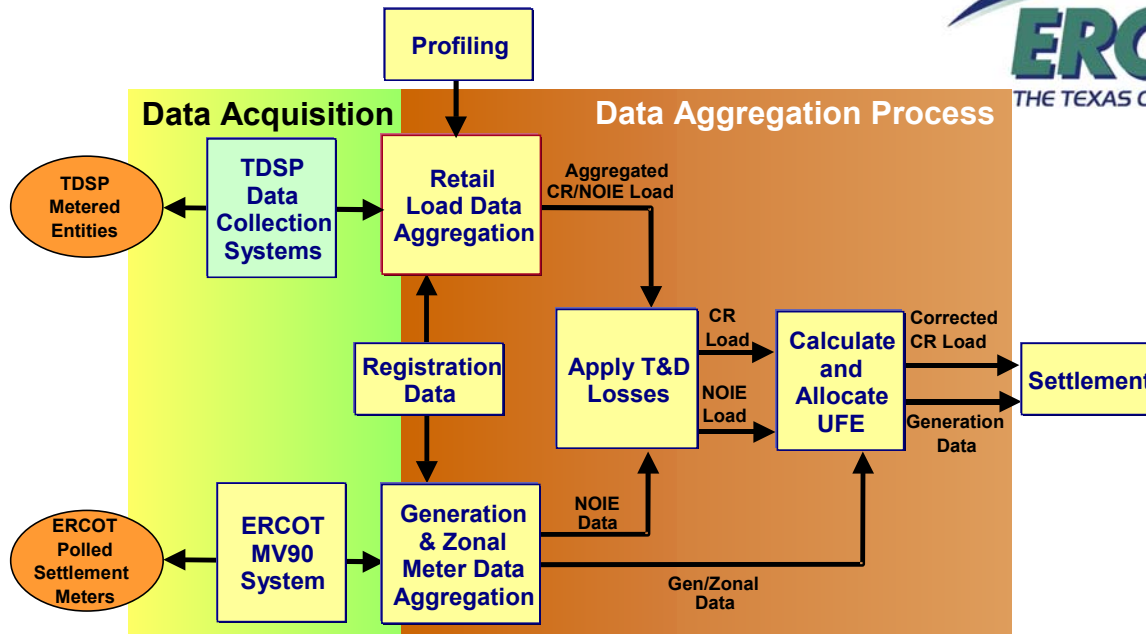 Profiling
ERC
THE TEXAS C
Data Acquisition
Data Aggregation Process
TDSP
Metered
Entities
TDSP
Data
Collection
Systems
Retail
Load Data
Aggregation
Aggregated
CR/NOIE Load
Registration
Data
Apply T&D
Losses
CR
Load
NOIE
Load
Calculate
and
Allocate
UFE
Corrected
CR Load
Generation
Data
Settlement
ERCOT
Polled
Settlement
Meters
ERCOT
MV90
System
Generation
& Zonal
Meter Data
Aggregation
NOIE
Data
Gen/Zonal
Data